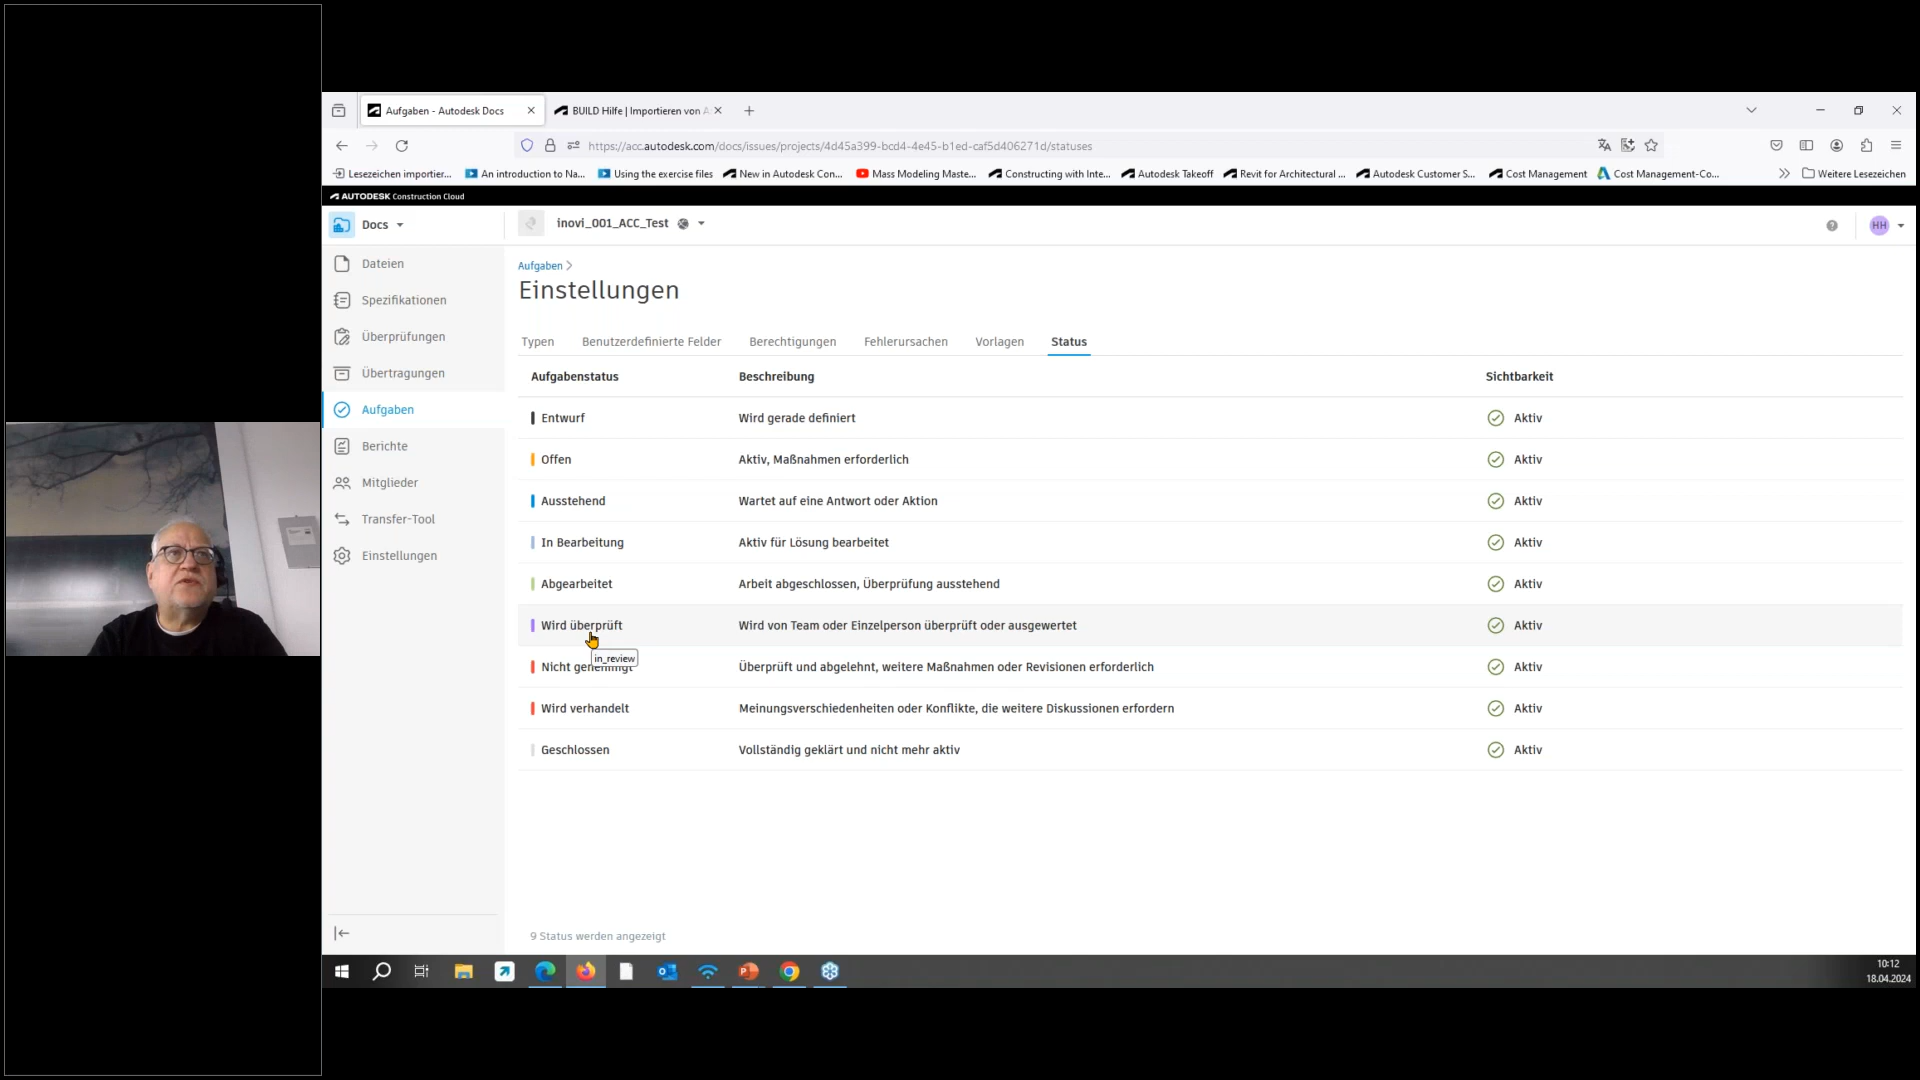 Aufgaben - Autodesk Docs
BUILD Hilfe | Importieren von A
https://acc.autodesk.com/docs/issues/projects/4d45a399-bcd4-4e45-b1ed-caf5d406271d/statuses
Lesezeichen importier... An introduction to Na... Using the exercise files New in Autodesk Con... Mass Modeling Maste... Constructing with Inte... Autodesk Takeoff Revit for Architectural ... Autodesk Customer S... Cost Management Cost Management-Co... Weitere Lesezeichen
AUTODESK Construction Cloud
Docs
inovi_001_ACC_Test
HH
Dateien
Spezifikationen
Überprüfungen
Übertragungen
Aufgaben
Berichte
Mitglieder
Transfer-Tool
Einstellungen
Aufgaben
Einstellungen
Typen Benutzerdefinierte Felder Berechtigungen Fehlerursachen Vorlagen Status
Aufgabenstatus Beschreibung Sichtbarkeit
Entwurf Wird gerade definiert Aktiv
Offen Aktiv, Maßnahmen erforderlich Aktiv
Ausstehend Wartet auf eine Antwort oder Aktion Aktiv
In Bearbeitung Aktiv für Lösung bearbeitet Aktiv
Abgearbeitet Arbeit abgeschlossen, Überprüfung ausstehend Aktiv
Wird überprüft Wird von Team oder Einzelperson überprüft oder ausgewertet Aktiv
in_review
Nicht genehmigt Überprüft und abgelehnt, weitere Maßnahmen oder Revisionen erforderlich Aktiv
Wird verhandelt Meinungsverschiedenheiten oder Konflikte, die weitere Diskussionen erfordern Aktiv
Geschlossen Vollständig geklärt und nicht mehr aktiv Aktiv
9 Status werden angezeigt
10:12
18.04.2024